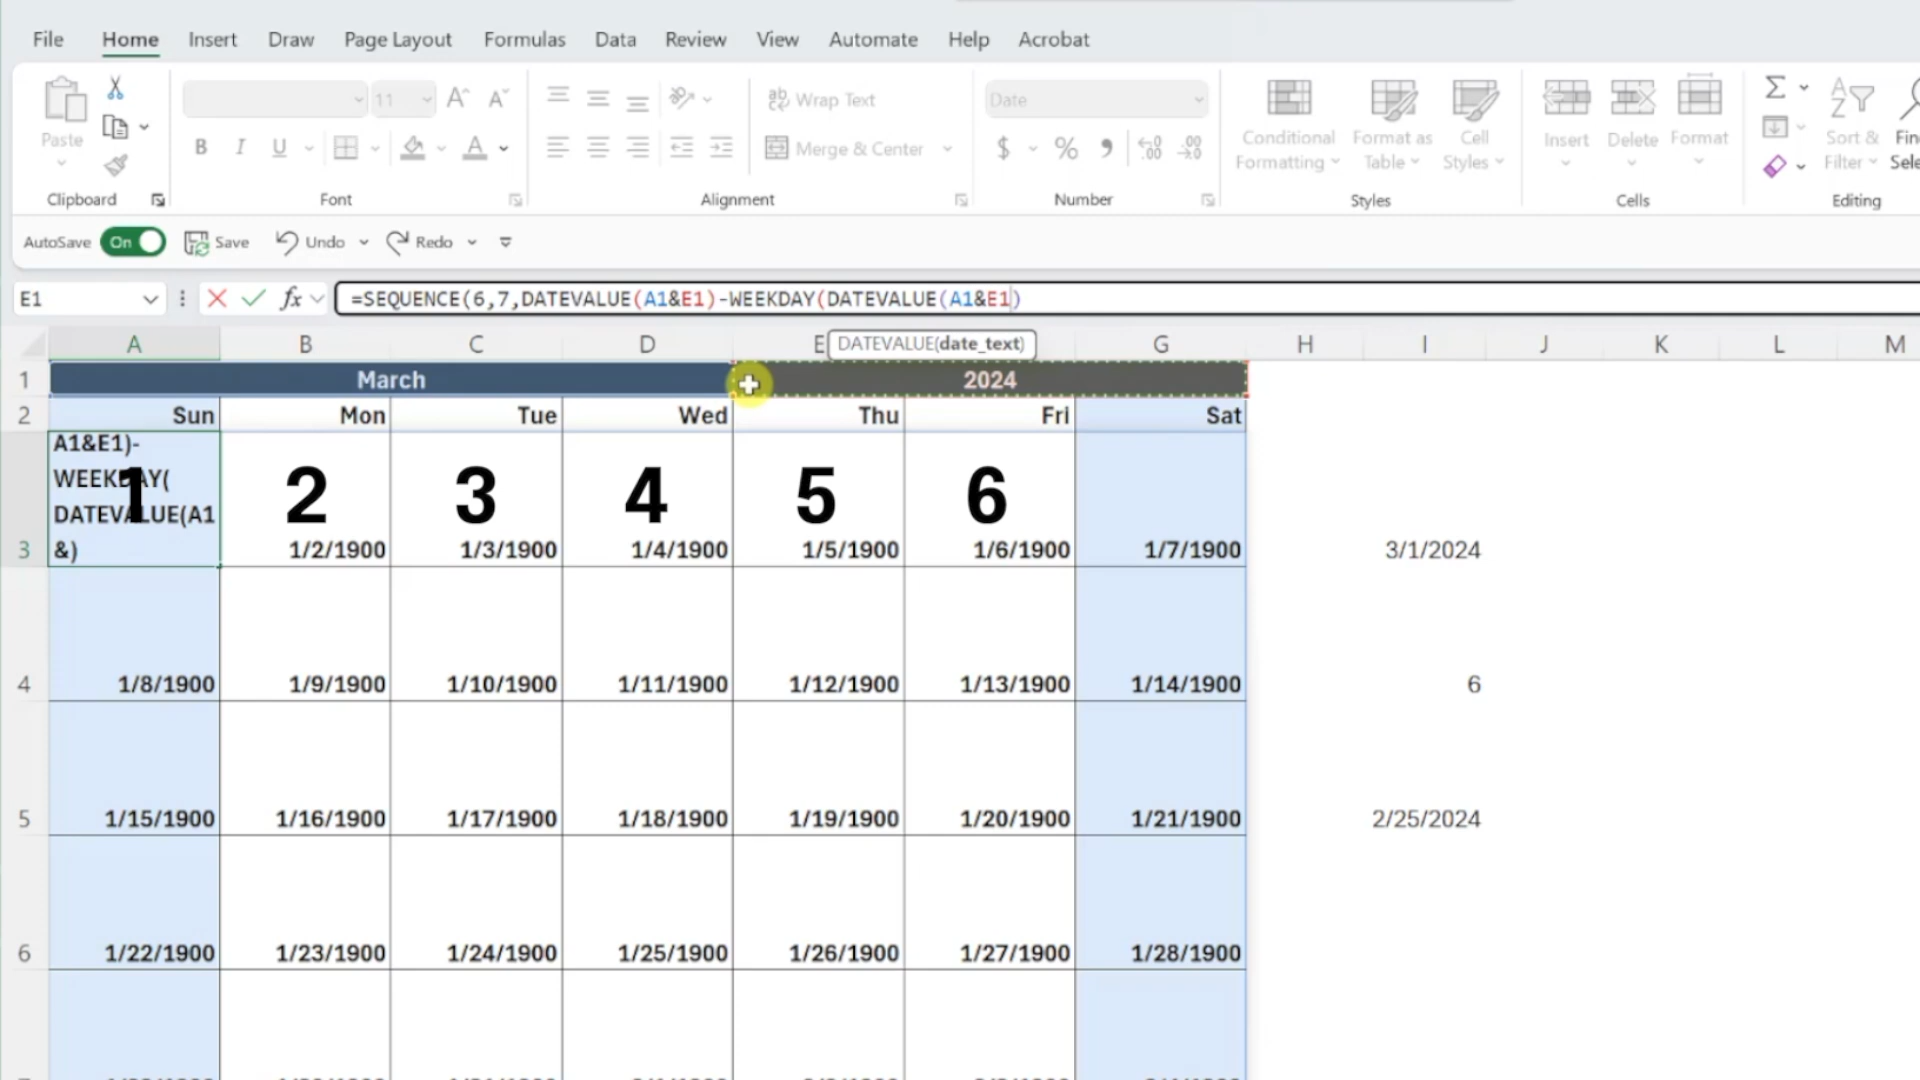 File Home Insert Draw Page Layout Formulas Data Review View Automate Help Acrobat
Paste
Clipboard
11
A A
B I U
A
Font
ab Wrap Text
Merge & Center
Alignment
Date
$ % 9 .00
Number
Conditional Formatting
Format as Table
Cell Styles
Styles
Insert Delete Format
Cells
Σ
Sort & Filter
Editing
AutoSave On Save Undo Redo
E1 fx =SEQUENCE(6,7,DATEVALUE(A1&E1)-WEEKDAY(DATEVALUE(A1&E1)
DATEVALUE(date_text)
A B C D E G H I J K L M
1 March 2024
2 Sun Mon Tue Wed Thu Fri Sat
A1&E1)-
WEEKDAY(
DATEVALUE(A1
&)
1 2 3 4 5 6
3 1/2/1900 1/3/1900 1/4/1900 1/5/1900 1/6/1900 1/7/1900 3/1/2024
4 1/8/1900 1/9/1900 1/10/1900 1/11/1900 1/12/1900 1/13/1900 1/14/1900 6
5 1/15/1900 1/16/1900 1/17/1900 1/18/1900 1/19/1900 1/20/1900 1/21/1900 2/25/2024
6 1/22/1900 1/23/1900 1/24/1900 1/25/1900 1/26/1900 1/27/1900 1/28/1900